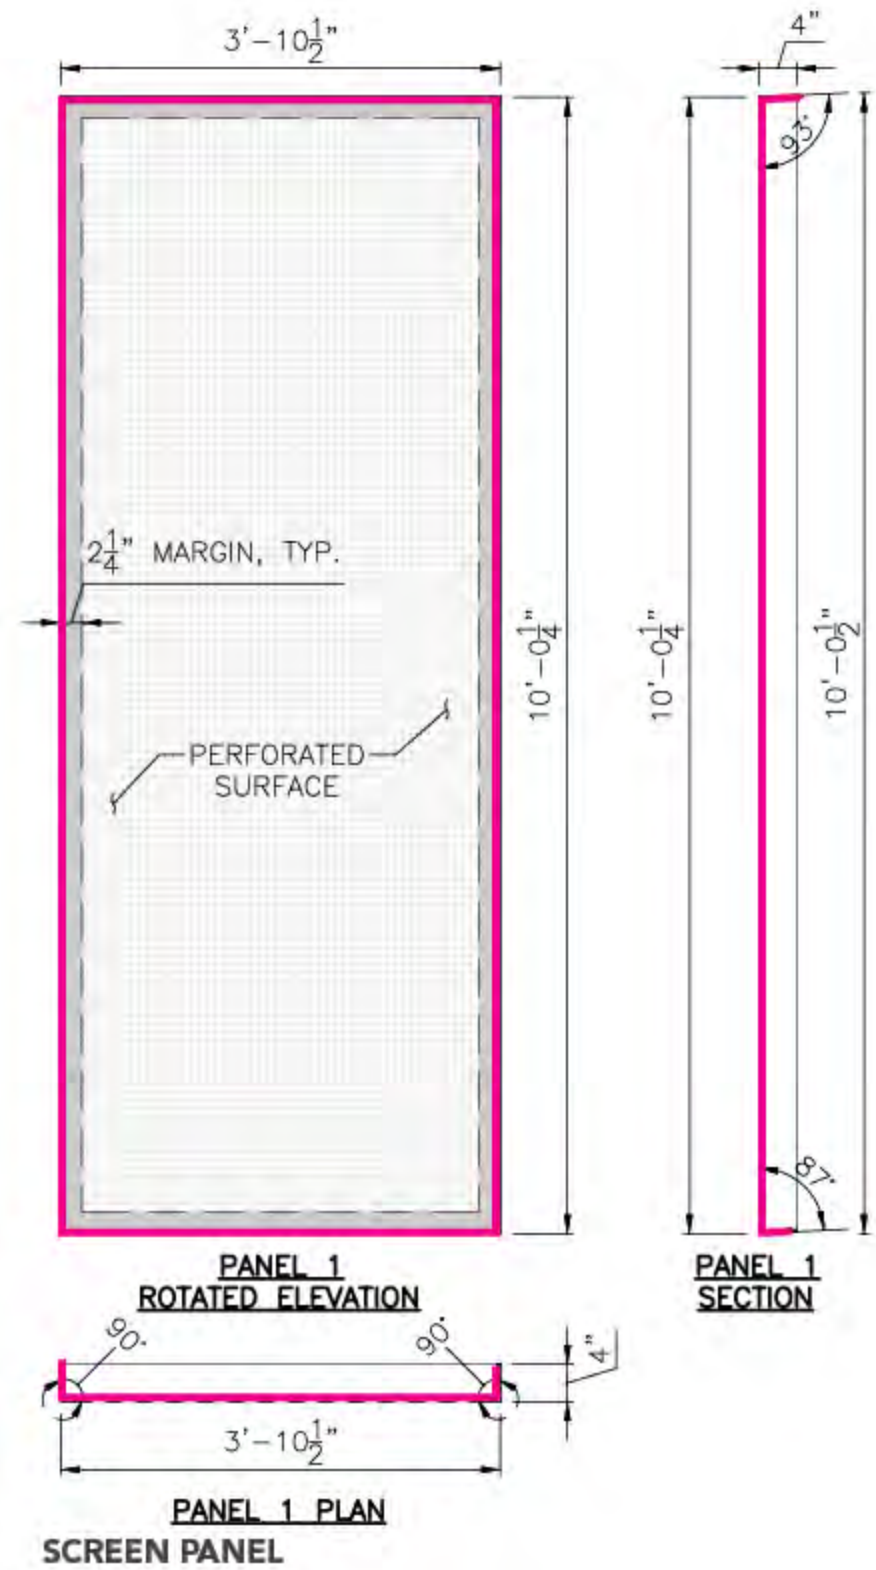 3'-10½"
4"
93°
2¼" MARGIN, TYP.
10'-0¼"
10'-0¼"
10'-0½"
PERFORATED
SURFACE
87°
PANEL 1
ROTATED ELEVATION
PANEL 1
SECTION
90°
90°
4"
3'-10½"
PANEL 1 PLAN
SCREEN PANEL